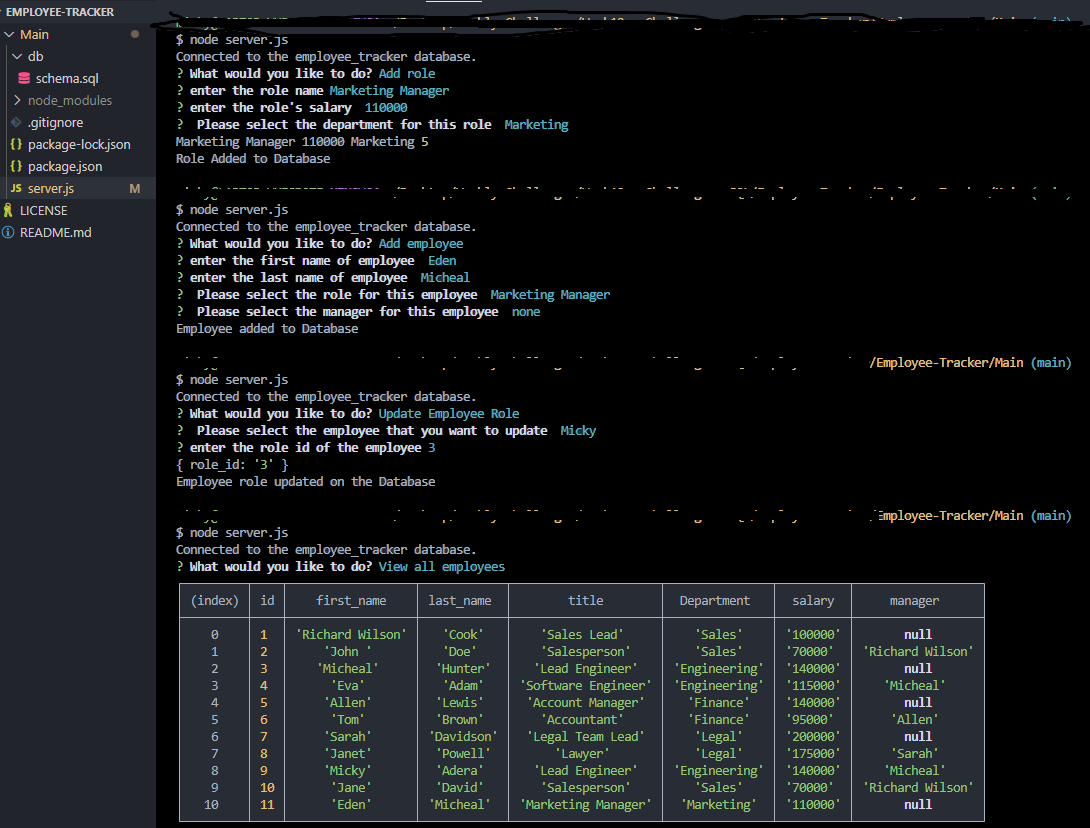 EMPLOYEE-TRACKER
Main
db
schema.sql
node_modules
.gitignore
{} package-lock.json
{} package.json
JS server.js M
LICENSE
README.md
$ node server.js
Connected to the employee_tracker database.
? What would you like to do? Add role
? enter the role name Marketing Manager
? enter the role's salary 110000
? Please select the department for this role Marketing
Marketing Manager 110000 Marketing 5
Role Added to Database
$ node server.js
Connected to the employee_tracker database.
? What would you like to do? Add employee
? enter the first name of employee Eden
? enter the last name of employee Micheal
? Please select the role for this employee Marketing Manager
? Please select the manager for this employee none
Employee added to Database
/Employee-Tracker/Main (main)
$ node server.js
Connected to the employee_tracker database.
? What would you like to do? Update Employee Role
? Please select the employee that you want to update Micky
? enter the role id of the employee 3
{ role_id: '3' }
Employee role updated on the Database
Employee-Tracker/Main (main)
$ node server.js
Connected to the employee_tracker database.
? What would you like to do? View all employees
(index) id first_name last_name title Department salary manager
0 1 'Richard Wilson' 'Cook' 'Sales Lead' 'Sales' '100000' null
1 2 'John ' 'Doe' 'Salesperson' 'Sales' '70000' 'Richard Wilson'
2 3 'Micheal' 'Hunter' 'Lead Engineer' 'Engineering' '140000' null
3 4 'Eva' 'Adam' 'Software Engineer' 'Engineering' '115000' 'Micheal'
4 5 'Allen' 'Lewis' 'Account Manager' 'Finance' '140000' null
5 6 'Tom' 'Brown' 'Accountant' 'Finance' '95000' 'Allen'
6 7 'Sarah' 'Davidson' 'Legal Team Lead' 'Legal' '200000' null
7 8 'Janet' 'Powell' 'Lawyer' 'Legal' '175000' 'Sarah'
8 9 'Micky' 'Adera' 'Lead Engineer' 'Engineering' '140000' 'Micheal'
9 10 'Jane' 'David' 'Salesperson' 'Sales' '70000' 'Richard Wilson'
10 11 'Eden' 'Micheal' 'Marketing Manager' 'Marketing' '110000' null